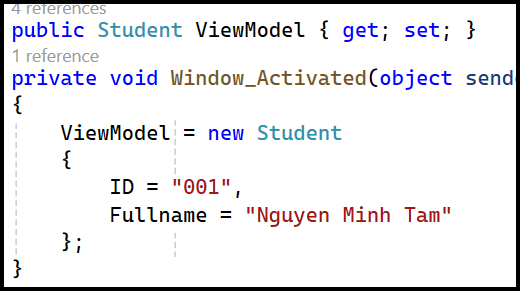 4 references
public Student ViewModel { get; set; }
1 reference
private void Window_Activated(object sende
{
    ViewModel = new Student
    {
        ID = "001",
        Fullname = "Nguyen Minh Tam"
    };
}